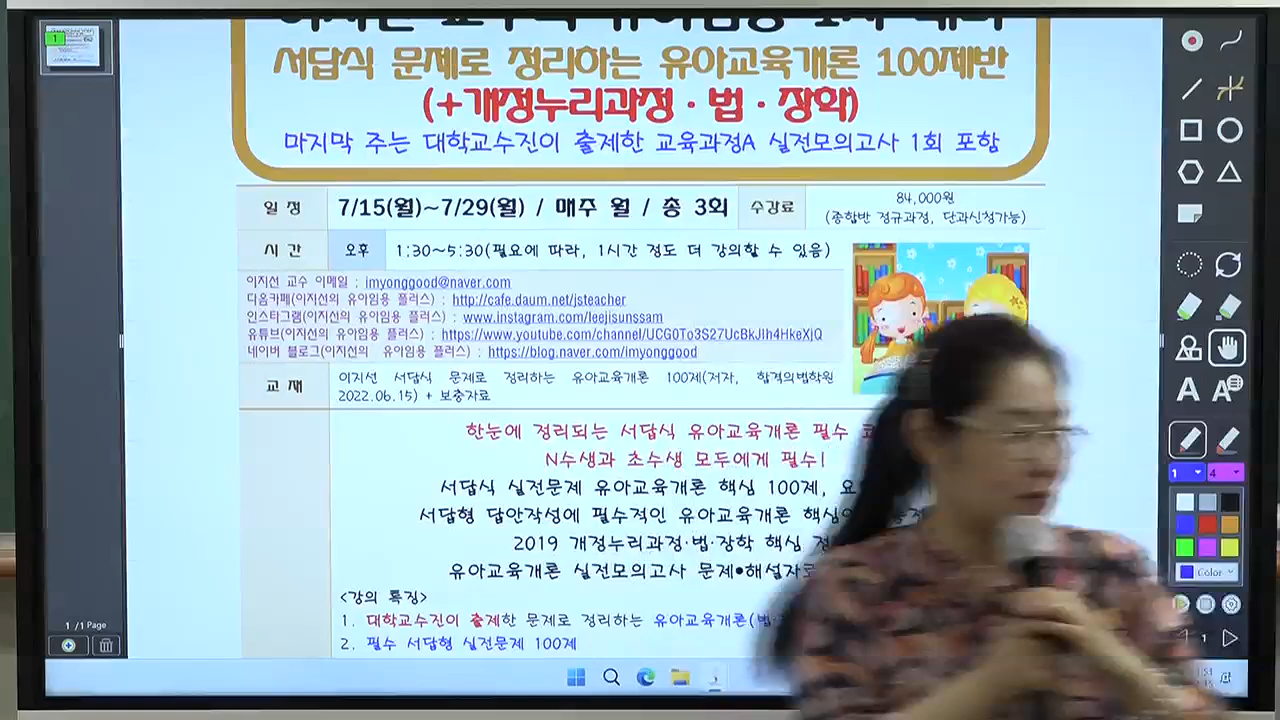 서답식 문제로 정리하는 유아교육개론 100제반
(+개정누리과정·법·장학)
마지막 주는 대학교수진이 출제한 교육과정A 실전모의고사 1회 포함
일 정
7/15(월)~7/29(월) / 매주 월 / 총 3회
수강료
84,000원
(종합반 정규과정, 단과신청가능)
시 간
오후
1:30~5:30(필요에 따라, 1시간 정도 더 강의할 수 있음)
이지선 교수 이메일 : imyonggood@naver.com
다음카페(이지선의 유아임용 플러스) : http://cafe.daum.net/jsteacher
인스타그램(이지선의 유아임용 플러스) : www.instagram.com/leejisunssam
유튜브(이지선의 유아임용 플러스) : https://www.youtube.com/channel/UCG0To3S27UcBkJIh4HkeXjQ
네이버 블로그(이지선의 유아임용 플러스) : https://blog.naver.com/imyonggood
교 재
이지선 서답식 문제로 정리하는 유아교육개론 100제(저자, 합격의법학원
2022.06.15) + 보충자료
한눈에 정리되는 서답식 유아교육개론 필수
N수생과 초수생 모두에게 필수!
서답식 실전문제 유아교육개론 핵심 100제,
서답형 답안작성에 필수적인 유아교육개론
2019 개정누리과정·법·장학 핵심
유아교육개론 실전모의고사 문제•해설자료
<강의 특징>
1. 대학교수진이 출제한 문제로 정리하는 유아교육개론(법
2. 필수 서답형 실전문제 100제
1
1 /1 Page
A
A
1
4
Color
1